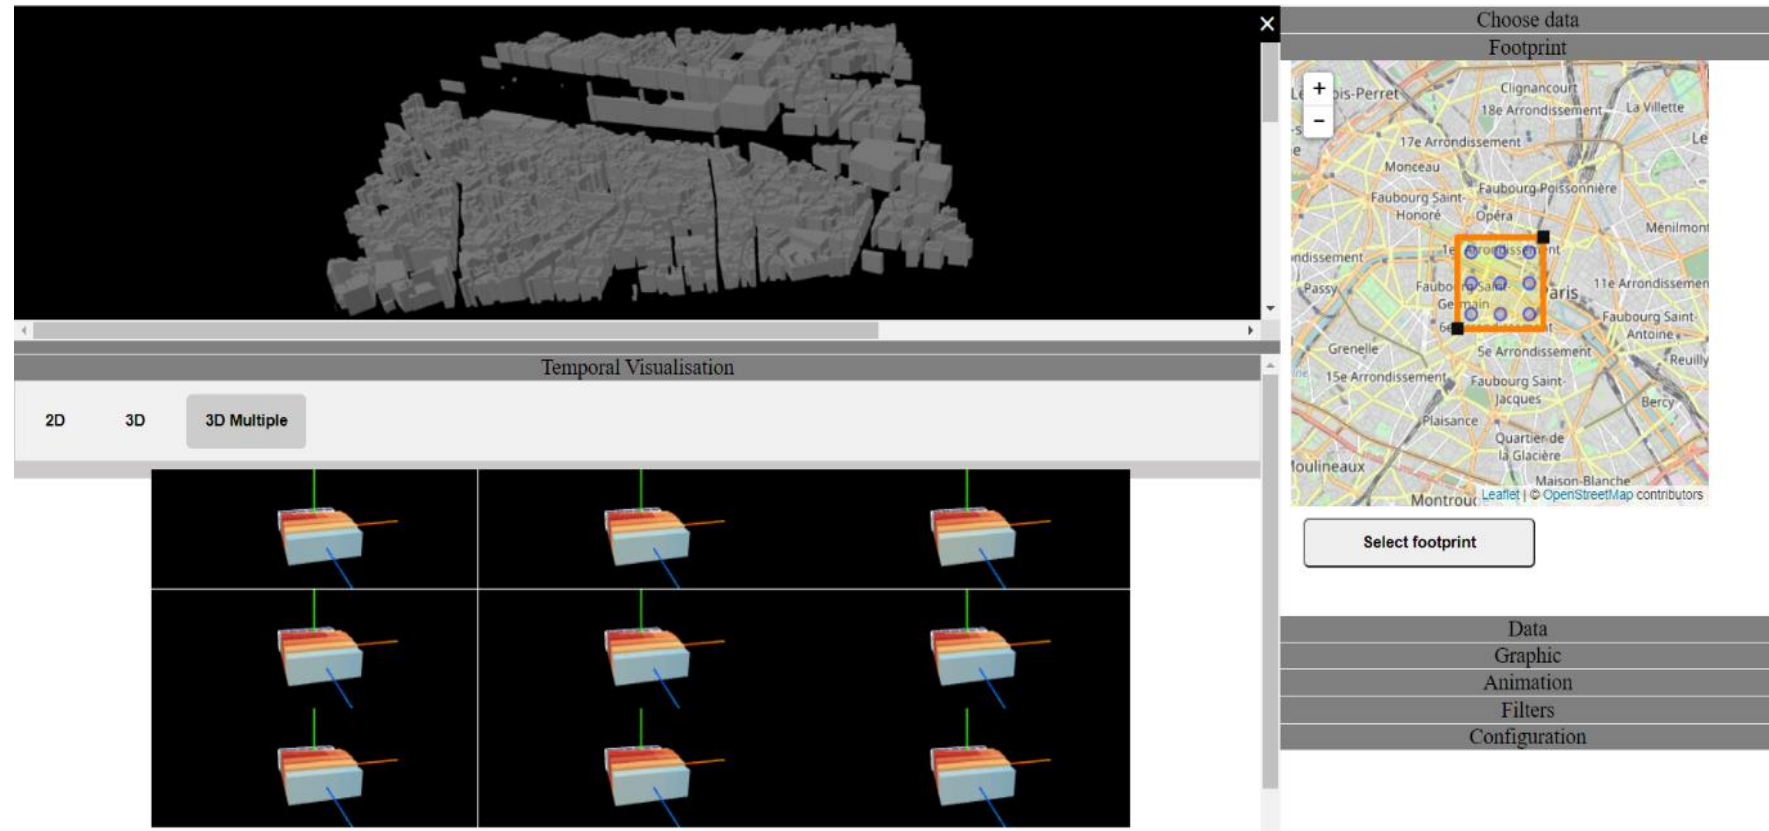 ×
Choose data
Footprint
+
−
Clignancourt
18e Arrondissement
La Villette
17e Arrondissement
Monceau
Faubourg Poissonnière
Faubourg Saint-
Honoré
Opéra
Ménilmont
Passy
Paris
11e Arrondissemen
Faubourg Saint-
Antoine
Grenelle
5e Arrondissement
Reuilly
15e Arrondissement
Faubourg Saint-
Jacques
Bercy
Plaisance
Quartier de
la Glacière
Moulineaux
Maison-Blanche
Montroug
Leaflet | © OpenStreetMap contributors
Select footprint
Temporal Visualisation
2D 3D 3D Multiple
Data
Graphic
Animation
Filters
Configuration